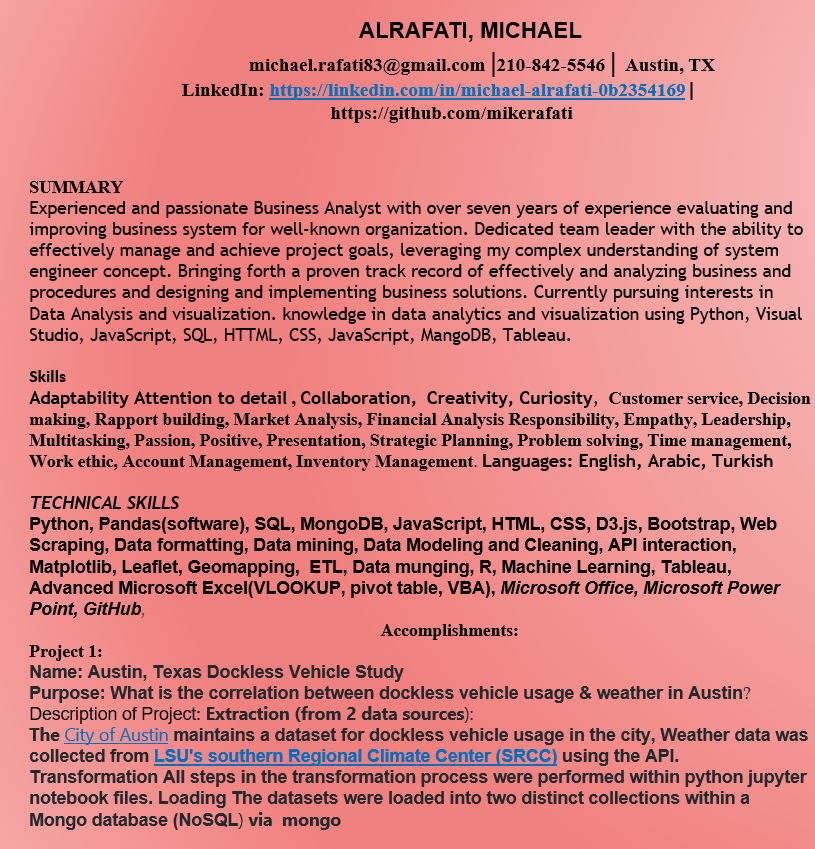 ALRAFATI, MICHAEL
michael.rafati83@gmail.com |210-842-5546 | Austin, TX
LinkedIn: https://linkedin.com/in/michael-alrafati-0b2354169 |
https://github.com/mikerafati
SUMMARY
Experienced and passionate Business Analyst with over seven years of experience evaluating and
improving business system for well-known organization. Dedicated team leader with the ability to
effectively manage and achieve project goals, leveraging my complex understanding of system
engineer concept. Bringing forth a proven track record of effectively and analyzing business and
procedures and designing and implementing business solutions. Currently pursuing interests in
Data Analysis and visualization. knowledge in data analytics and visualization using Python, Visual
Studio, JavaScript, SQL, HTTML, CSS, JavaScript, MangoDB, Tableau.
Skills
Adaptability Attention to detail , Collaboration, Creativity, Curiosity, Customer service, Decision
making, Rapport building, Market Analysis, Financial Analysis Responsibility, Empathy, Leadership,
Multitasking, Passion, Positive, Presentation, Strategic Planning, Problem solving, Time management,
Work ethic, Account Management, Inventory Management. Languages: English, Arabic, Turkish
TECHNICAL SKILLS
Python, Pandas(software), SQL, MongoDB, JavaScript, HTML, CSS, D3.js, Bootstrap, Web
Scraping, Data formatting, Data mining, Data Modeling and Cleaning, API interaction,
Matplotlib, Leaflet, Geomapping, ETL, Data munging, R, Machine Learning, Tableau,
Advanced Microsoft Excel(VLOOKUP, pivot table, VBA), Microsoft Office, Microsoft Power
Point, GitHub,
Accomplishments:
Project 1:
Name: Austin, Texas Dockless Vehicle Study
Purpose: What is the correlation between dockless vehicle usage & weather in Austin?
Description of Project: Extraction (from 2 data sources):
The City of Austin maintains a dataset for dockless vehicle usage in the city, Weather data was
collected from LSU's southern Regional Climate Center (SRCC) using the API.
Transformation All steps in the transformation process were performed within python jupyter
notebook files. Loading The datasets were loaded into two distinct collections within a
Mongo database (NoSQL) via mongo